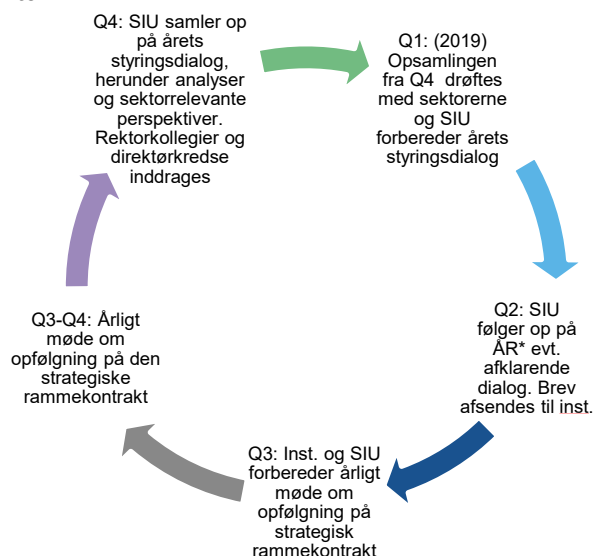 Q4: SIU samler op
på årets
styringsdialog,
herunder analyser
og sektorrelevante
perspektiver.
Rektorkollegier og
direktørkredse
inddrages
Q1: (2019)
Opsamlingen
fra Q4 drøftes
med sektorerne
og SIU
forbereder årets
styringsdialog
Q2: SIU
følger op på
ÅR* evt.
afklarende
dialog. Brev
afsendes til inst.
Q3: Inst. og SIU
forbereder årligt
møde om
opfølgning på
strategisk
rammekontrakt
Q3-Q4: Årligt
møde om
opfølgning på den
strategiske
rammekontrakt